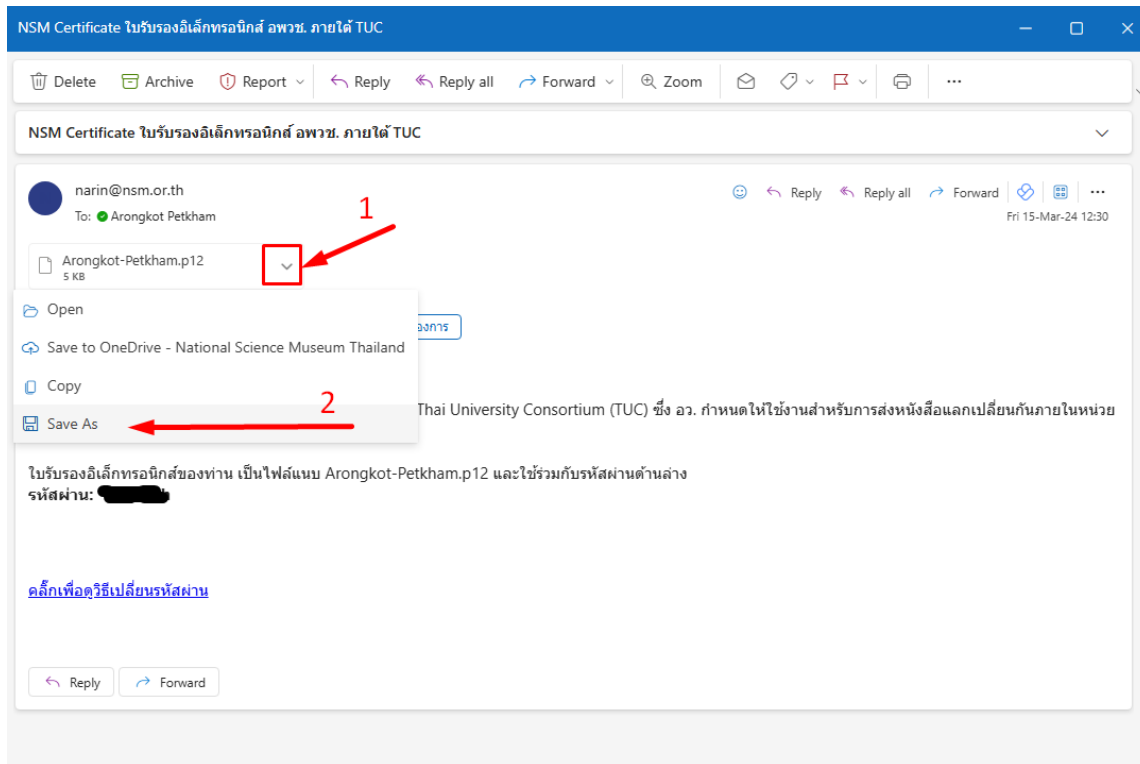 NSM Certificate ใบรับรองอิเล็กทรอนิกส์ อพวช. ภายใต้ TUC
Delete Archive Report Reply Reply all Forward Zoom
NSM Certificate ใบรับรองอิเล็กทรอนิกส์ อพวช. ภายใต้ TUC
narin@nsm.or.th
Reply Reply all Forward
To: Arongkot Petkham
Fri 15-Mar-24 12:30
1
Arongkot-Petkham.p12
5 KB
Open
องการ
Save to OneDrive - National Science Museum Thailand
Copy
2
Save As
Thai University Consortium (TUC) ซึ่ง อว. กำหนดให้ใช้งานสำหรับการส่งหนังสือแลกเปลี่ยนกันภายในหน่วย
ใบรับรองอิเล็กทรอนิกส์ของท่าน เป็นไฟล์แนบ Arongkot-Petkham.p12 และใช้ร่วมกับรหัสผ่านด้านล่าง
รหัสผ่าน:
คลิ๊กเพื่อดูวิธีเปลี่ยนรหัสผ่าน
Reply Forward